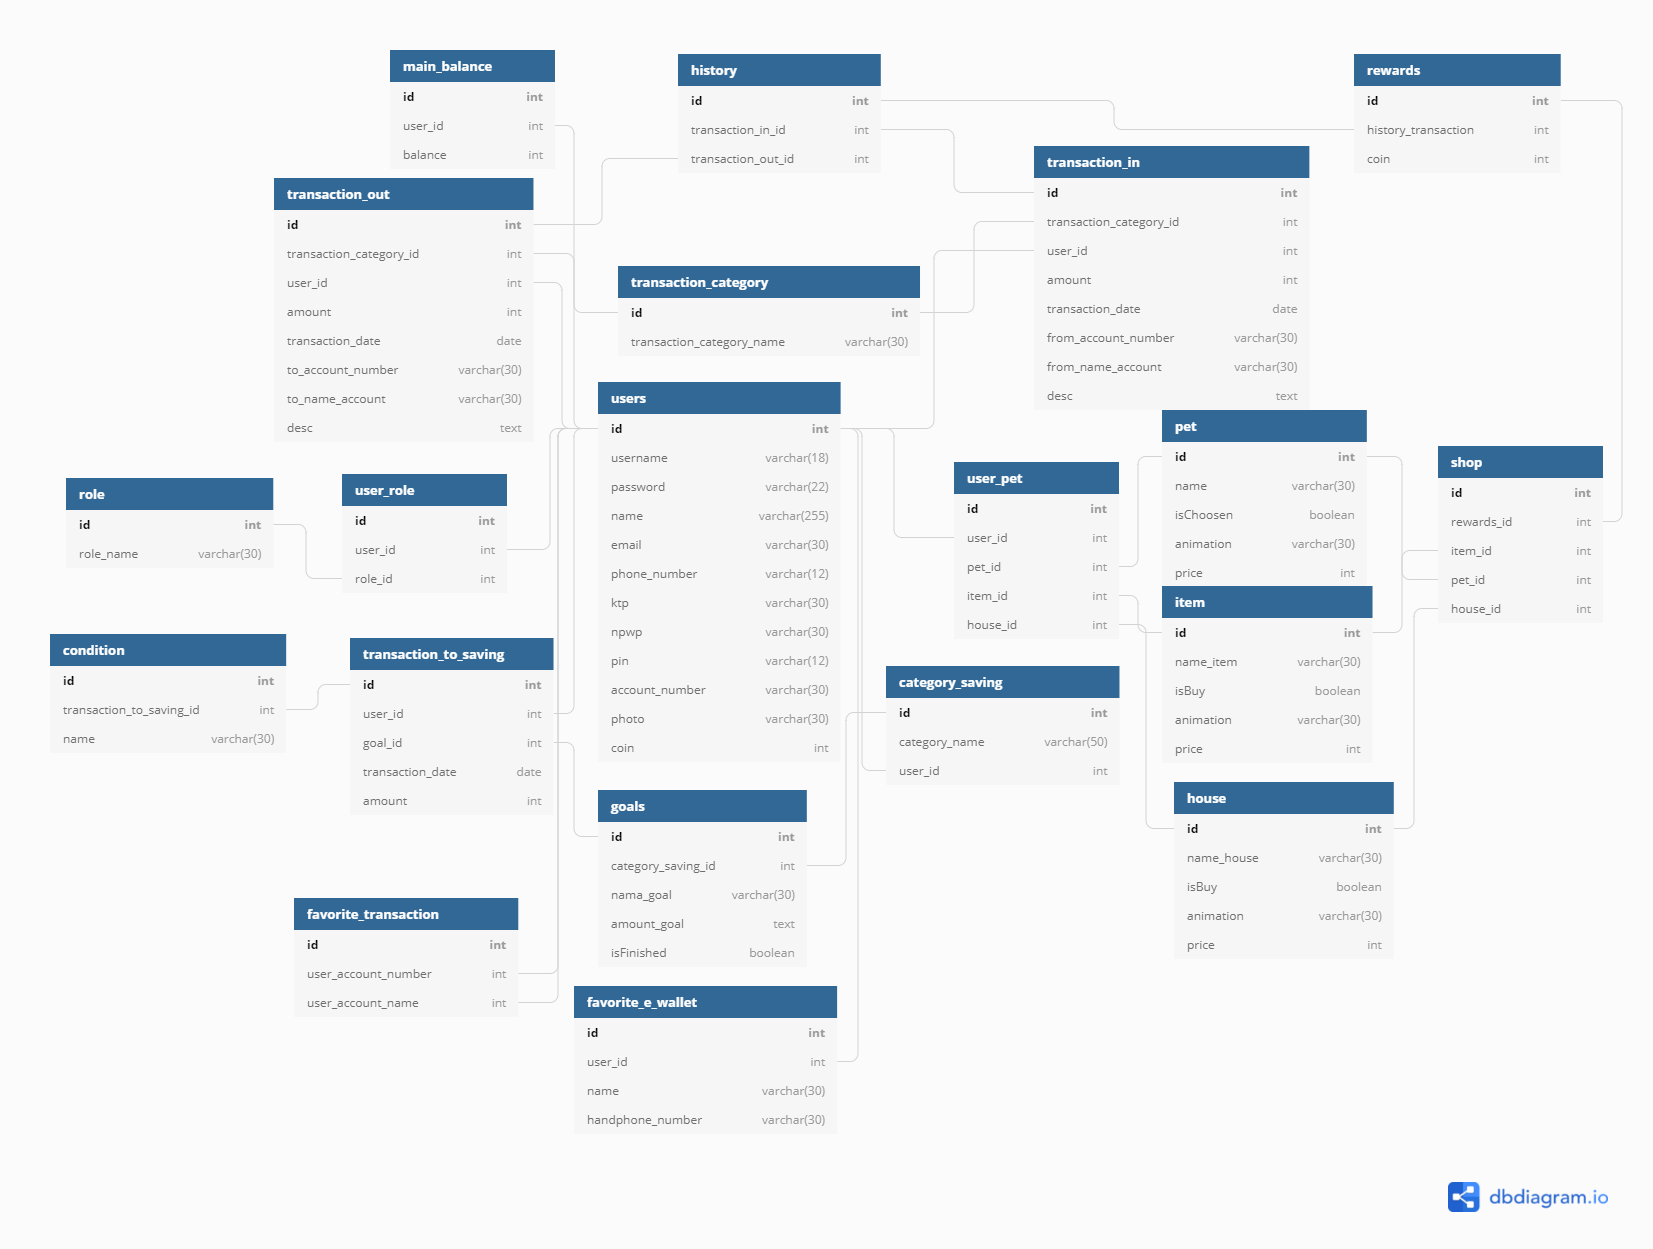 main_balance
id int
user_id int
balance int
history
id int
transaction_in_id int
transaction_out_id int
rewards
id int
history_transaction int
coin int
transaction_in
id int
transaction_category_id int
user_id int
amount int
transaction_date date
from_account_number varchar(30)
from_name_account varchar(30)
desc text
transaction_out
id int
transaction_category_id int
user_id int
amount int
transaction_date date
to_account_number varchar(30)
to_name_account varchar(30)
desc text
transaction_category
id int
transaction_category_name varchar(30)
users
id int
username varchar(18)
password varchar(22)
name varchar(255)
email varchar(30)
phone_number varchar(12)
ktp varchar(30)
npwp varchar(30)
pin varchar(12)
account_number varchar(30)
photo varchar(30)
coin int
pet
id int
name varchar(30)
isChoosen boolean
animation varchar(30)
price int
shop
id int
rewards_id int
item_id int
pet_id int
house_id int
user_pet
id int
user_id int
pet_id int
item_id int
house_id int
role
id int
role_name varchar(30)
user_role
id int
user_id int
role_id int
item
id int
name_item varchar(30)
isBuy boolean
animation varchar(30)
price int
condition
id int
transaction_to_saving_id int
name varchar(30)
transaction_to_saving
id int
user_id int
goal_id int
transaction_date date
amount int
category_saving
id int
category_name varchar(50)
user_id int
house
id int
name_house varchar(30)
isBuy boolean
animation varchar(30)
price int
goals
id int
category_saving_id int
nama_goal varchar(30)
amount_goal text
isFinished boolean
favorite_transaction
id int
user_account_number int
user_account_name int
favorite_e_wallet
id int
user_id int
name varchar(30)
handphone_number varchar(30)
dbdiagram.io